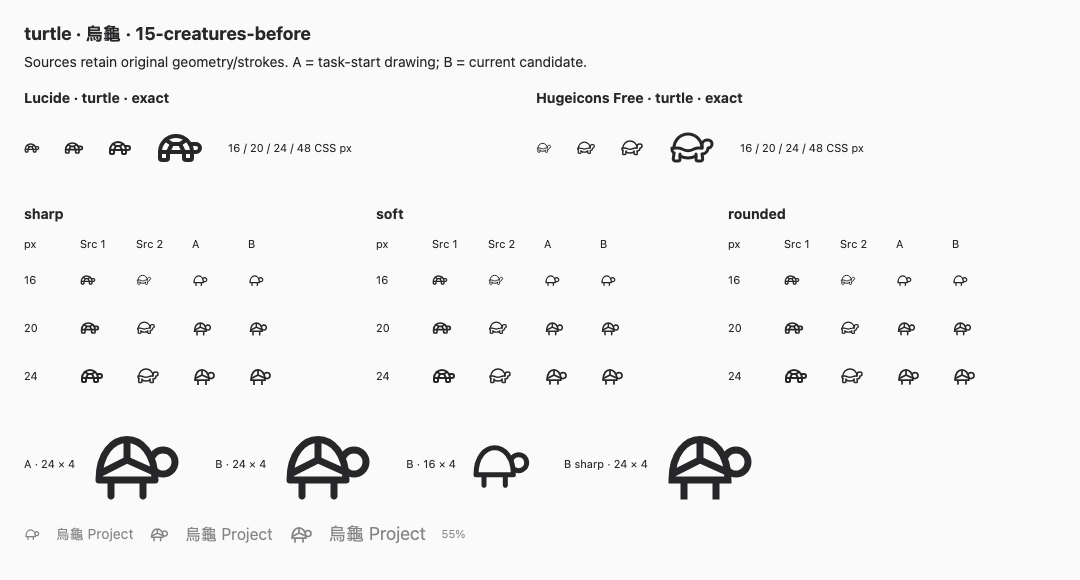 turtle · 烏龜 · 15-creatures-before
Sources retain original geometry/strokes. A = task-start drawing; B = current candidate.
Lucide · turtle · exact
Hugeicons Free · turtle · exact
16 / 20 / 24 / 48 CSS px
16 / 20 / 24 / 48 CSS px
sharp
soft
rounded
px Src 1 Src 2 A B
px Src 1 Src 2 A B
px Src 1 Src 2 A B
16
16
16
20
20
20
24
24
24
A · 24 × 4
B · 24 × 4
B · 16 × 4
B sharp · 24 × 4
烏龜 Project
烏龜 Project
烏龜 Project
55%